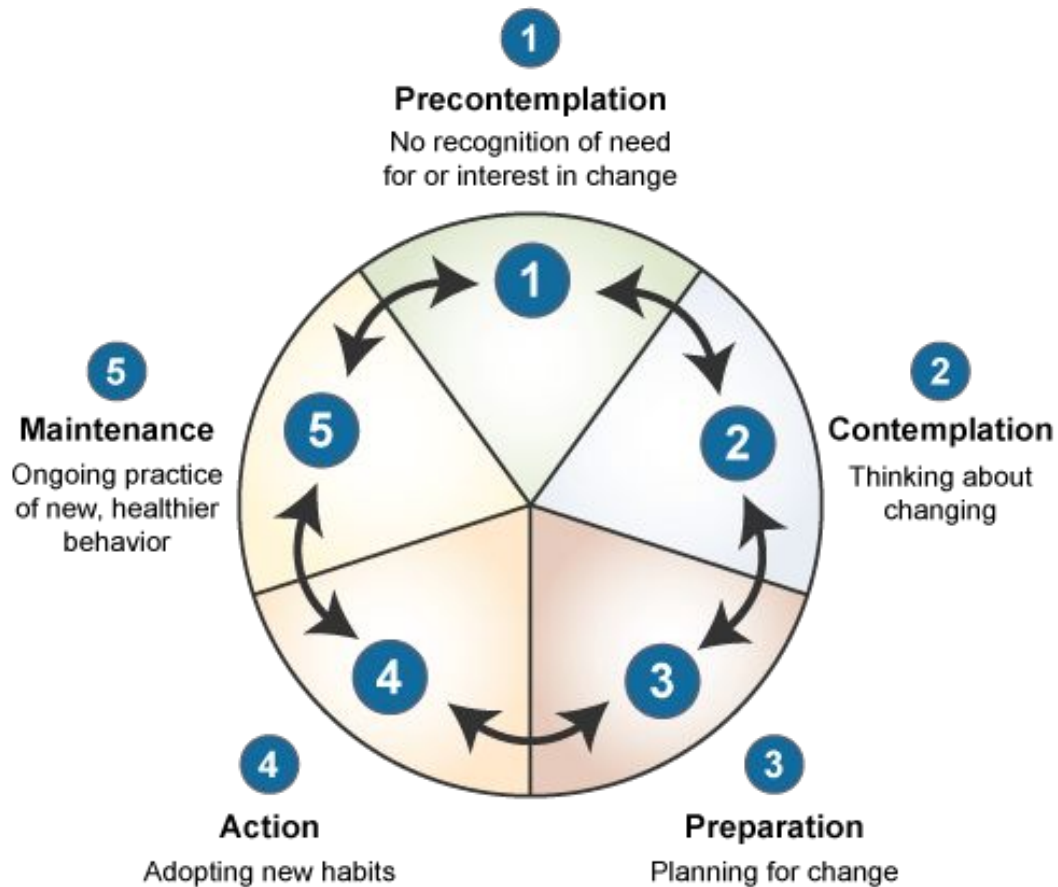 1
Precontemplation
No recognition of need
for or interest in change
1
5
Maintenance
Ongoing practice
of new, healthier
behavior
5
2
2
Contemplation
Thinking about
changing
4
3
4
Action
Adopting new habits
3
Preparation
Planning for change